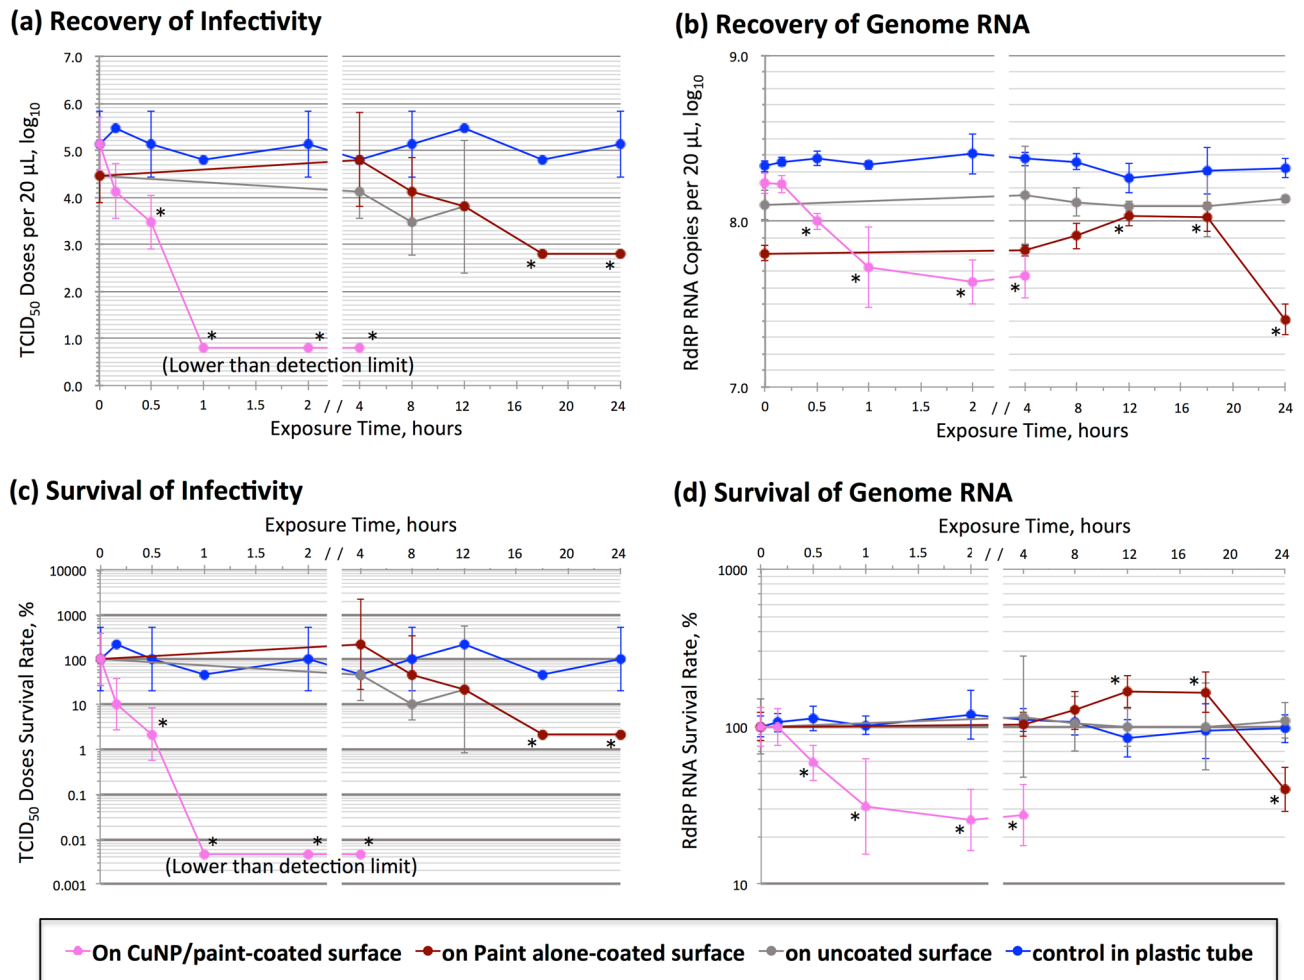 (a) Recovery of Infectivity
TCID50 Doses per 20 µL, log10
7.0
6.0
5.0
4.0
3.0
2.0
1.0
0.0
*
*
*
*
*
*
(Lower than detection limit)
0 0.5 1 1.5 2 // 4 8 12 16 20 24
Exposure Time, hours
(b) Recovery of Genome RNA
RdRP RNA Copies per 20 µL, log10
9.0
8.0
7.0
*
*
*
*
*
*
*
0 0.5 1 1.5 2 // 4 8 12 16 20 24
Exposure Time, hours
(c) Survival of Infectivity
Exposure Time, hours
0 0.5 1 1.5 2 // 4 8 12 16 20 24
TCID50 Doses Survival Rate, %
10000
1000
100
10
1
0.1
0.01
0.001
*
*
*
*
*
*
(Lower than detection limit)
(d) Survival of Genome RNA
Exposure Time, hours
0 0.5 1 1.5 2 // 4 8 12 16 20 24
RdRP RNA Survival Rate, %
1000
100
10
*
*
*
*
*
*
*
On CuNP/paint-coated surface on Paint alone-coated surface on uncoated surface control in plastic tube